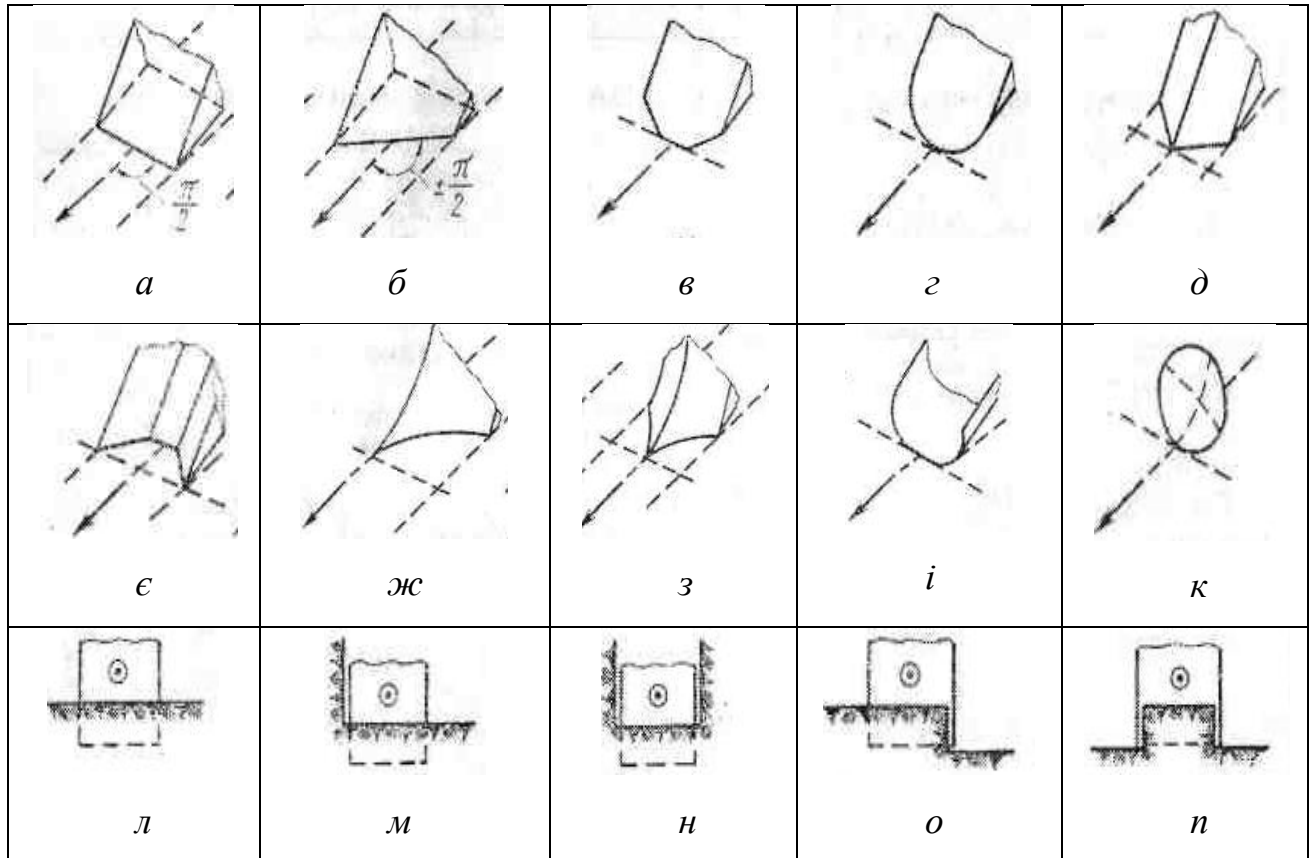 π/2
± π/2
а б в г д
є ж з і к
л м н о п